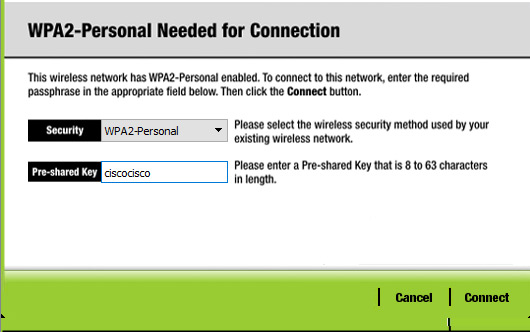 WPA2-Personal Needed for Connection
This wireless network has WPA2-Personal enabled. To connect to this network, enter the required
passphrase in the appropriate field below. Then click the Connect button.
Security WPA2-Personal Please select the wireless security method used by your
existing wireless network.
Pre-shared Key ciscocisco Please enter a Pre-shared Key that is 8 to 63 characters
in length.
Cancel Connect